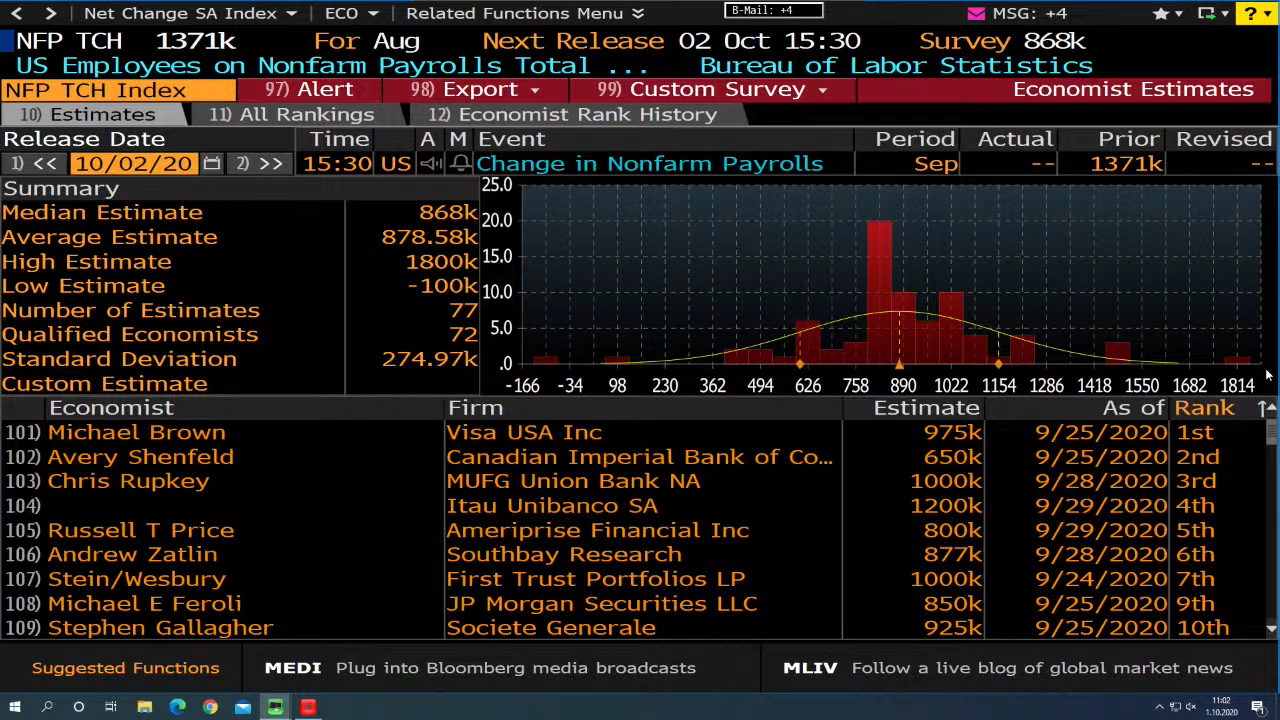 Net Change SA Index ECO Related Functions Menu B-Mail: +4 MSG: +4 ?
NFP TCH 1371k For Aug Next Release 02 Oct 15:30 Survey 868k
US Employees on Nonfarm Payrolls Total ... Bureau of Labor Statistics
NFP TCH Index 97) Alert 98) Export 99) Custom Survey Economist Estimates
10) Estimates 11) All Rankings 12) Economist Rank History
Release Date Time A M Event Period Actual Prior Revised
1) << 10/02/20 2) >> 15:30 US Change in Nonfarm Payrolls Sep -- 1371k --
Summary
Median Estimate 868k
Average Estimate 878.58k
High Estimate 1800k
Low Estimate -100k
Number of Estimates 77
Qualified Economists 72
Standard Deviation 274.97k
Custom Estimate
25.0
20.0
15.0
10.0
5.0
.0
-166 -34 98 230 362 494 626 758 890 1022 1154 1286 1418 1550 1682 1814
Economist Firm Estimate As of Rank
101) Michael Brown Visa USA Inc 975k 9/25/2020 1st
102) Avery Shenfeld Canadian Imperial Bank of Co... 650k 9/25/2020 2nd
103) Chris Rupkey MUFG Union Bank NA 1000k 9/28/2020 3rd
104) Itau Unibanco SA 1200k 9/29/2020 4th
105) Russell T Price Ameriprise Financial Inc 800k 9/29/2020 5th
106) Andrew Zatlin Southbay Research 877k 9/28/2020 6th
107) Stein/Wesbury First Trust Portfolios LP 1000k 9/24/2020 7th
108) Michael E Feroli JP Morgan Securities LLC 850k 9/25/2020 9th
109) Stephen Gallagher Societe Generale 925k 9/25/2020 10th
Suggested Functions MEDI Plug into Bloomberg media broadcasts MLIV Follow a live blog of global market news
11:02
1.10.2020
1